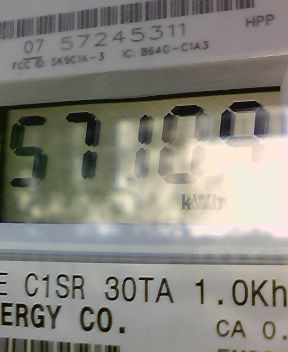 HPP
07 57245311
FCC ID: SK9C1A-3 IC: 864G-C1A3
57109
kWh
E C1SR 30TA 1.0Kh
ERGY CO.
CA 0.